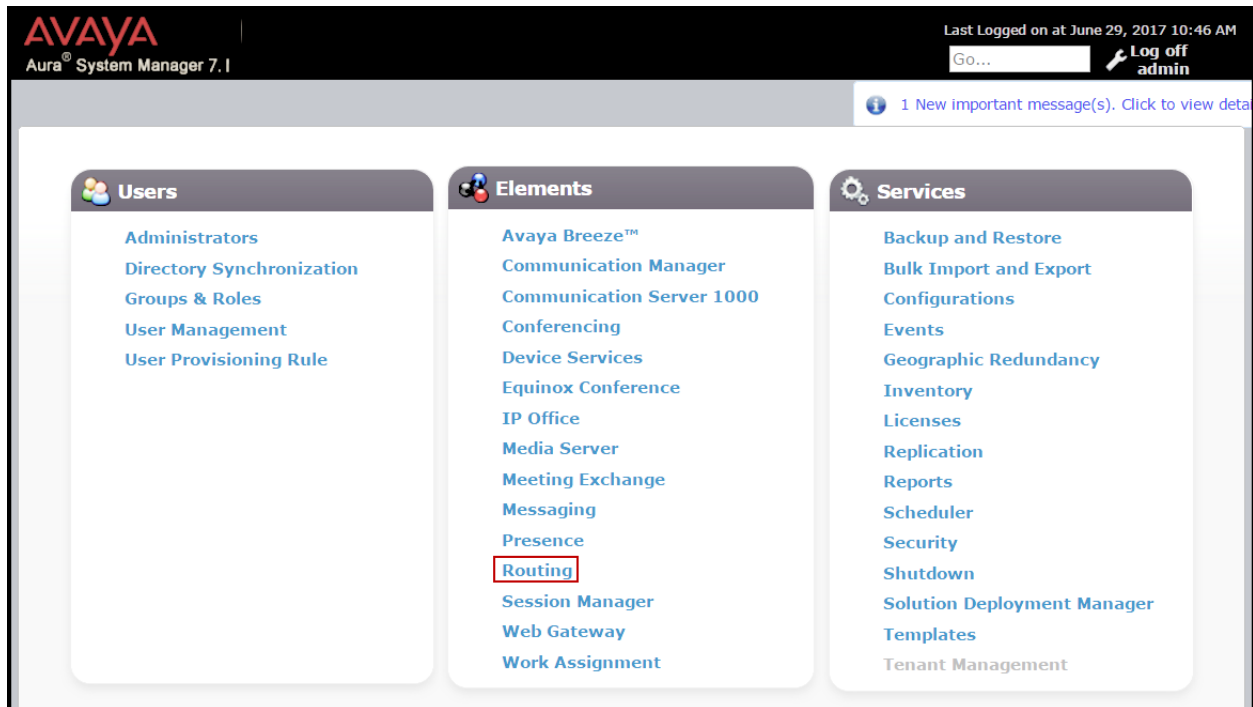 AVAYA
Aura® System Manager 7.1
Last Logged on at June 29, 2017 10:46 AM
Go...
Log off
admin
1 New important message(s). Click to view detai
Users
Administrators
Directory Synchronization
Groups & Roles
User Management
User Provisioning Rule
Elements
Avaya Breeze™
Communication Manager
Communication Server 1000
Conferencing
Device Services
Equinox Conference
IP Office
Media Server
Meeting Exchange
Messaging
Presence
Routing
Session Manager
Web Gateway
Work Assignment
Services
Backup and Restore
Bulk Import and Export
Configurations
Events
Geographic Redundancy
Inventory
Licenses
Replication
Reports
Scheduler
Security
Shutdown
Solution Deployment Manager
Templates
Tenant Management